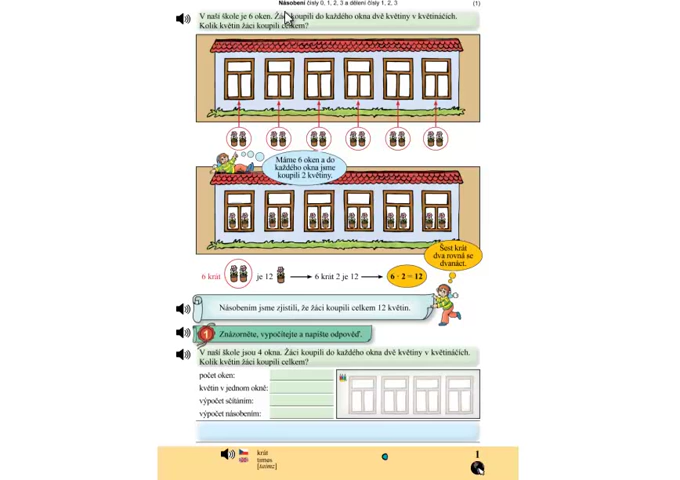 Násobení čísly 0, 1, 2, 3 a dělení čísly 1, 2, 3 (1)
V naší škole je 6 oken. Žáci koupili do každého okna dvě květiny v květináčích.
Kolik květin žáci koupili celkem?
Máme 6 oken a do
každého okna jsme
koupili 2 květiny.
Šest krát
dva rovná se
dvanáct.
6 krát je 12 6 krát 2 je 12 6 · 2 = 12
Násobením jsme zjistili, že žáci koupili celkem 12 květin.
1 Znázorněte, vypočítejte a napište odpověď.
V naší škole jsou 4 okna. Žáci koupili do každého okna dvě květiny v květináčích.
Kolik květin žáci koupili celkem?
počet oken:
květin v jednom okně:
výpočet sčítáním:
výpočet násobením:
krát
times
[taimz]
1